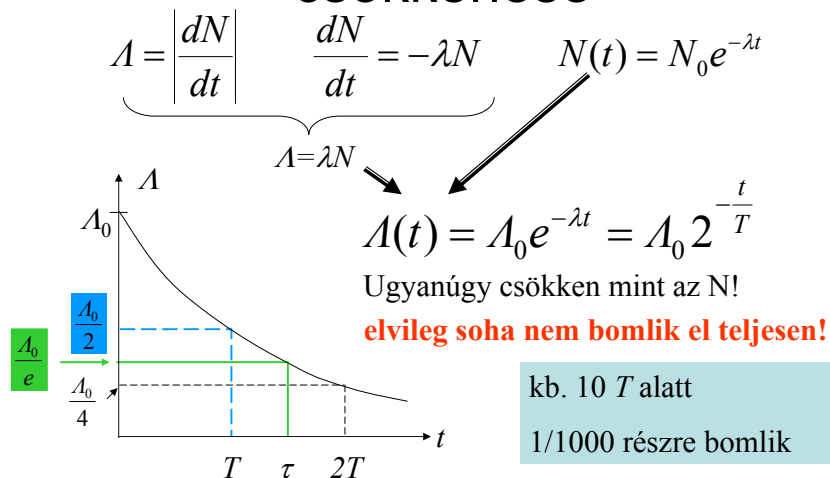 Λ = |dN/dt|   dN/dt = −λN   N(t) = N₀e^{−λt}
Λ=λN
Λ(t) = Λ₀e^{−λt} = Λ₀2^{−t/T}
Ugyanúgy csökken mint az N!
elvileg soha nem bomlik el teljesen!
kb. 10 T alatt
1/1000 részre bomlik
Λ
Λ₀
Λ₀/2
Λ₀/e
Λ₀/4
T τ 2T t